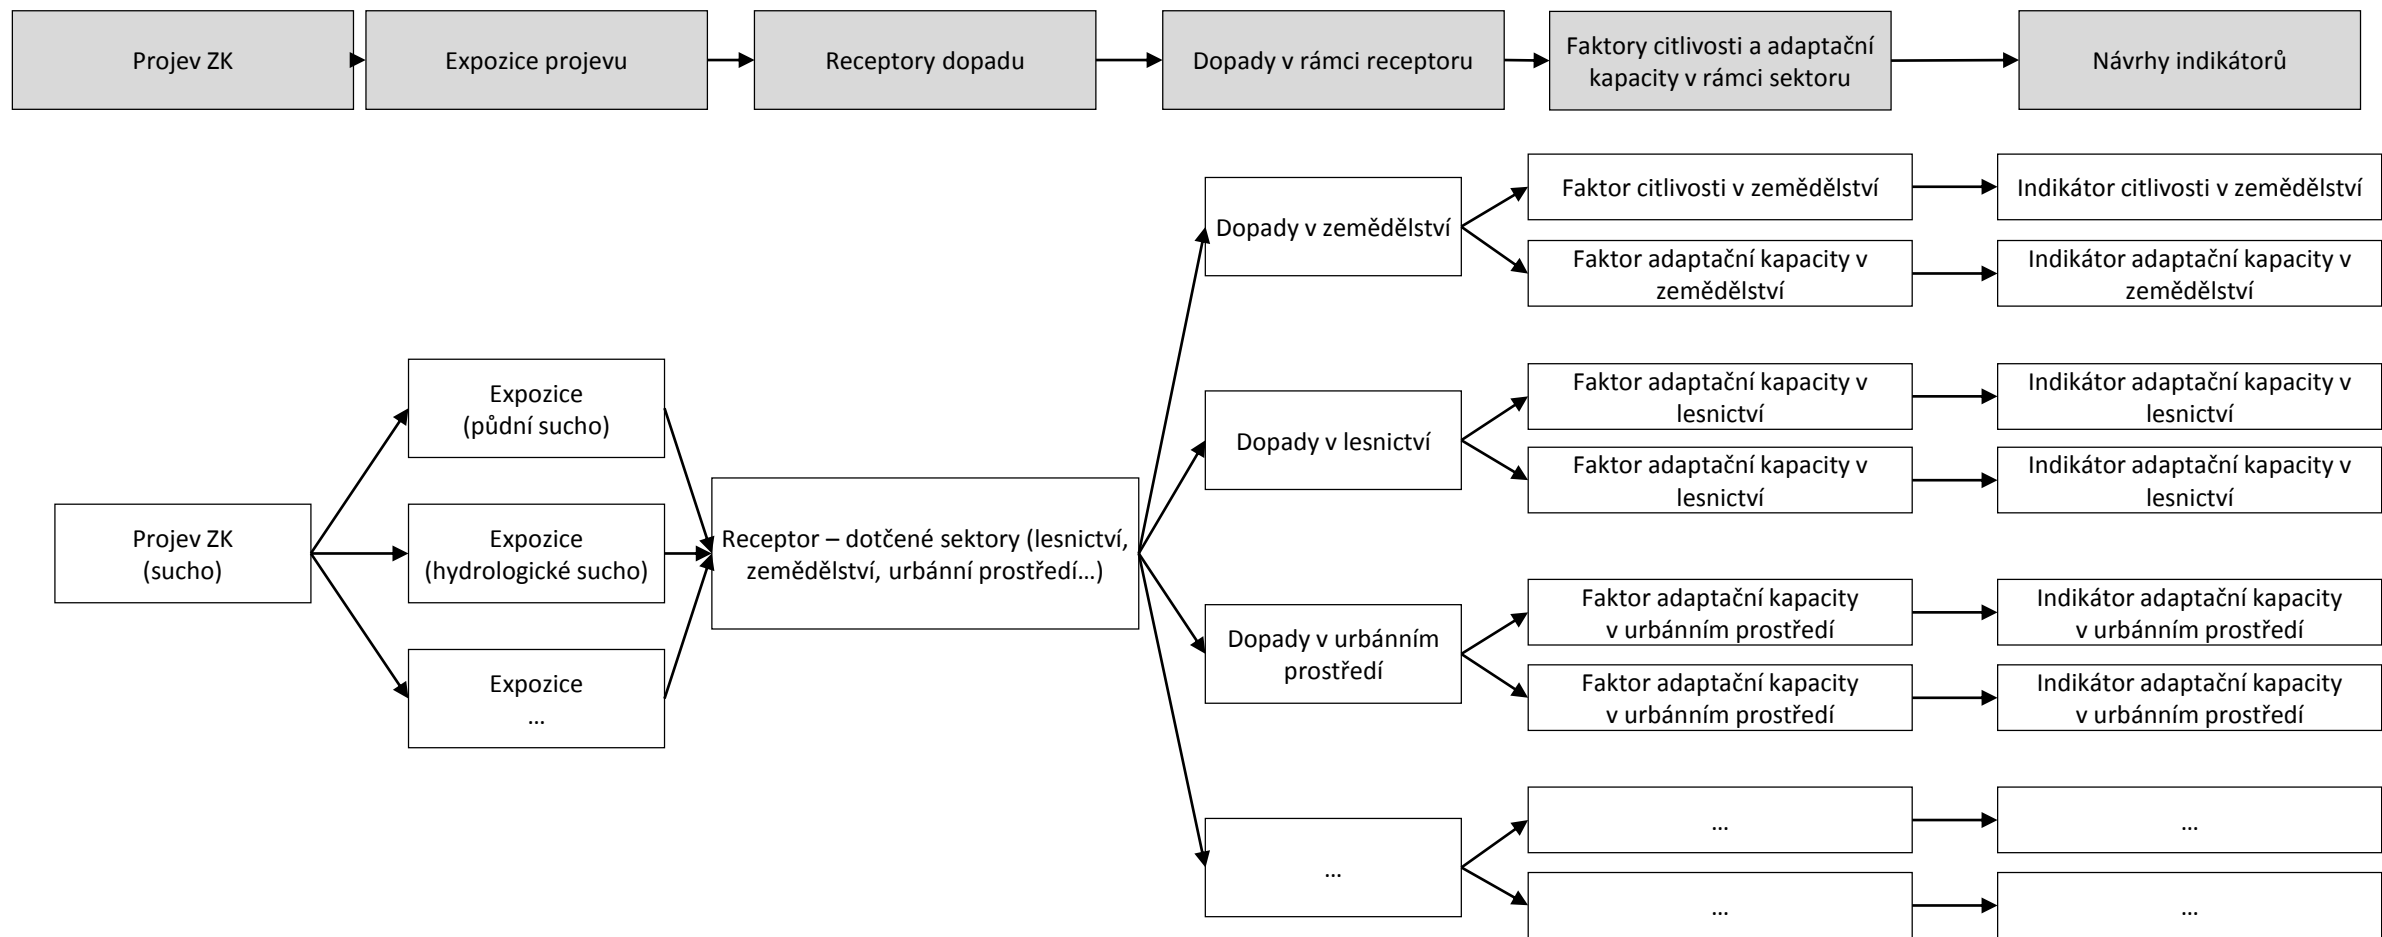 Projev ZK
Expozice projevu
Receptory dopadu
Dopady v rámci receptoru
Faktory citlivosti a adaptační
kapacity v rámci sektoru
Návrhy indikátorů
Projev ZK
(sucho)
Expozice
(půdní sucho)
Expozice
(hydrologické sucho)
Expozice
...
Receptor – dotčené sektory (lesnictví,
zemědělství, urbánní prostředí…)
Dopady v zemědělství
Faktor citlivosti v zemědělství
Indikátor citlivosti v zemědělství
Faktor adaptační kapacity v
zemědělství
Indikátor adaptační kapacity v
zemědělství
Dopady v lesnictví
Faktor adaptační kapacity v
lesnictví
Indikátor adaptační kapacity v
lesnictví
Faktor adaptační kapacity v
lesnictví
Indikátor adaptační kapacity v
lesnictví
Dopady v urbánním
prostředí
Faktor adaptační kapacity
v urbánním prostředí
Indikátor adaptační kapacity
v urbánním prostředí
Faktor adaptační kapacity
v urbánním prostředí
Indikátor adaptační kapacity
v urbánním prostředí
...
...
...
...
...